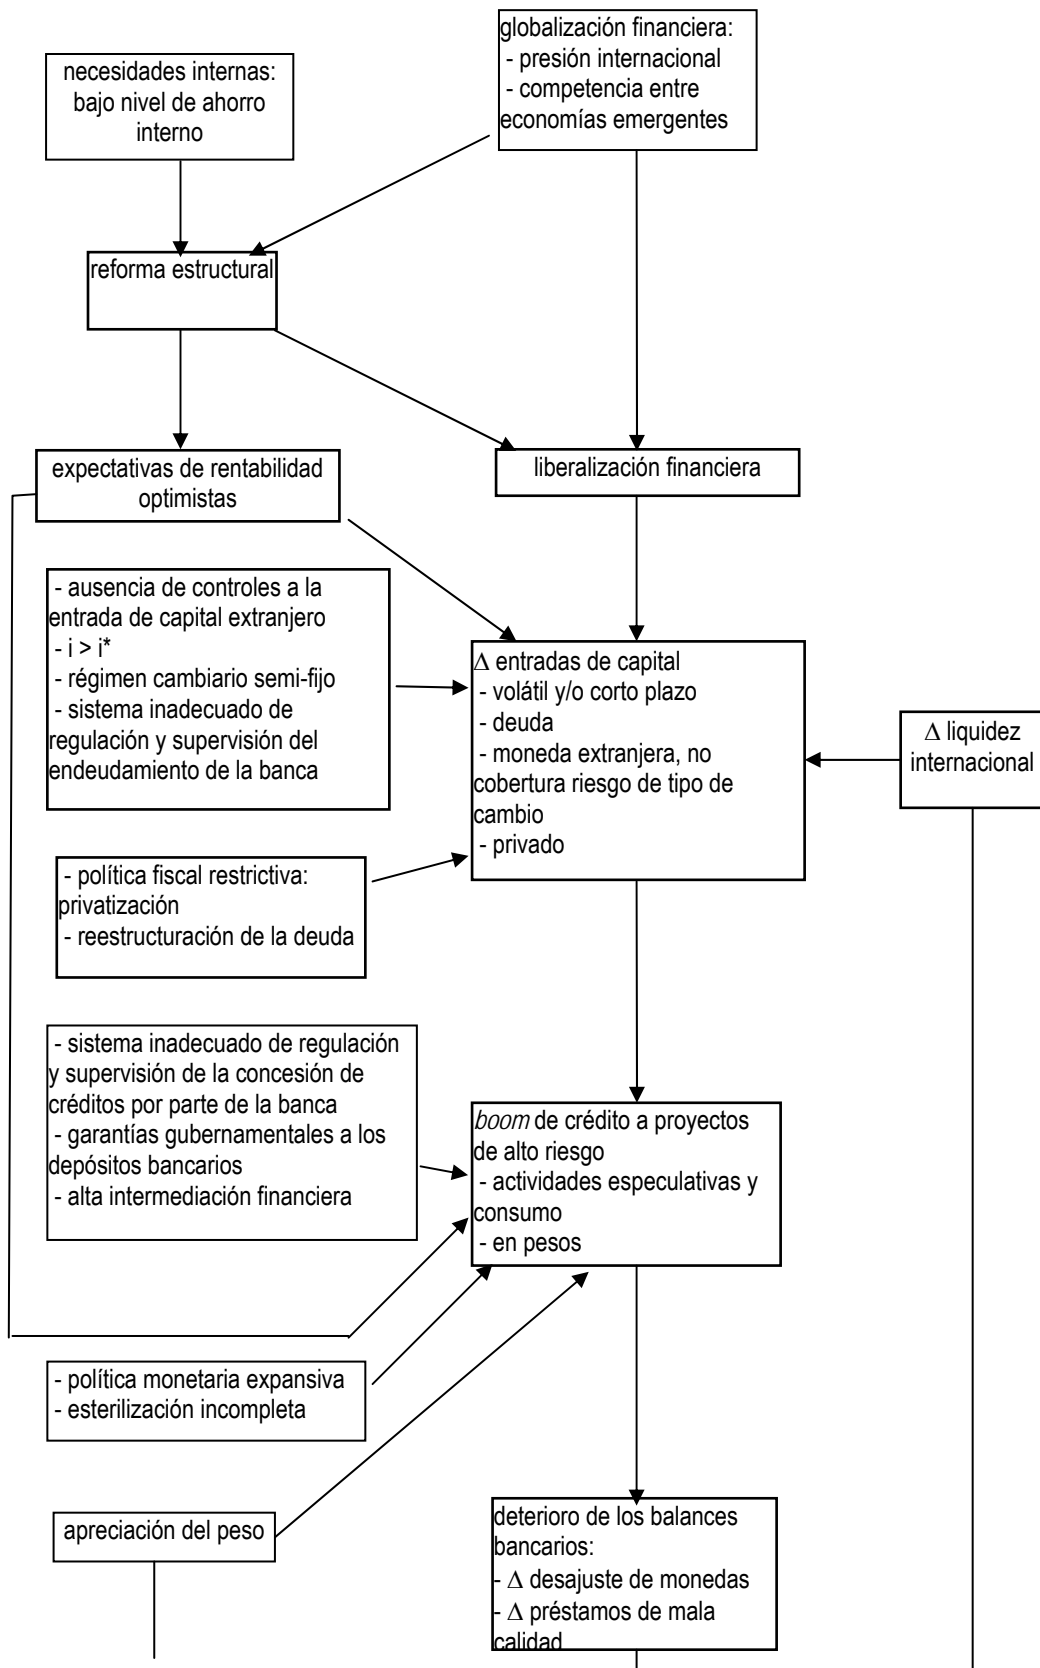 globalización financiera:
- presión internacional
- competencia entre
economías emergentes
necesidades internas:
bajo nivel de ahorro
interno
reforma estructural
expectativas de rentabilidad
optimistas
liberalización financiera
- ausencia de controles a la
entrada de capital extranjero
- i > i*
- régimen cambiario semi-fijo
- sistema inadecuado de
regulación y supervisión del
endeudamiento de la banca
Δ entradas de capital
- volátil y/o corto plazo
- deuda
- moneda extranjera, no
cobertura riesgo de tipo de
cambio
- privado
Δ liquidez
internacional
- política fiscal restrictiva:
privatización
- reestructuración de la deuda
- sistema inadecuado de regulación
y supervisión de la concesión de
créditos por parte de la banca
- garantías gubernamentales a los
depósitos bancarios
- alta intermediación financiera
boom de crédito a proyectos
de alto riesgo
- actividades especulativas y
consumo
- en pesos
- política monetaria expansiva
- esterilización incompleta
apreciación del peso
deterioro de los balances
bancarios:
- Δ desajuste de monedas
- Δ préstamos de mala
calidad